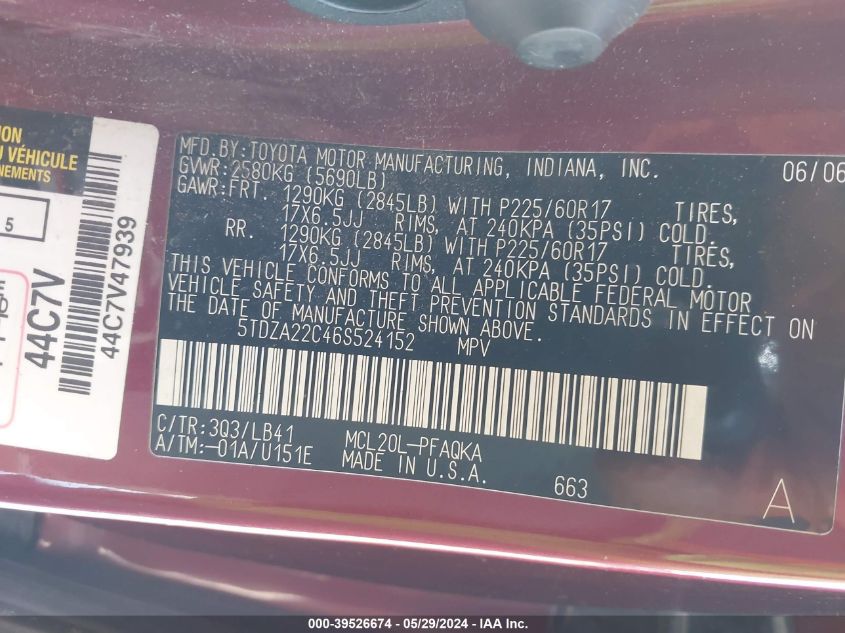 ION
U VÉHICULE
NEMENTS
5
44C7V
44C7V47939
MFD.BY:TOYOTA MOTOR MANUFACTURING, INDIANA, INC. 06/06
GVWR:2580KG (5690LB)
GAWR:FRT. 1290KG (2845LB) WITH P225/60R17 TIRES,
17X6.5JJ RIMS, AT 240KPA (35PSI) COLD.
RR. 1290KG (2845LB) WITH P225/60R17 TIRES,
17X6.5JJ RIMS, AT 240KPA (35PSI) COLD.
THIS VEHICLE CONFORMS TO ALL APPLICABLE FEDERAL MOTOR
VEHICLE SAFETY AND THEFT PREVENTION STANDARDS IN EFFECT ON
THE DATE OF MANUFACTURE SHOWN ABOVE.
5TDZA22C46S524152 MPV
C/TR:3Q3/LB41 MCL20L-PFAQKA
A/TM:-01A/U151E MADE IN U.S.A.
663
A
000-39526674 - 05/29/2024 - IAA Inc.